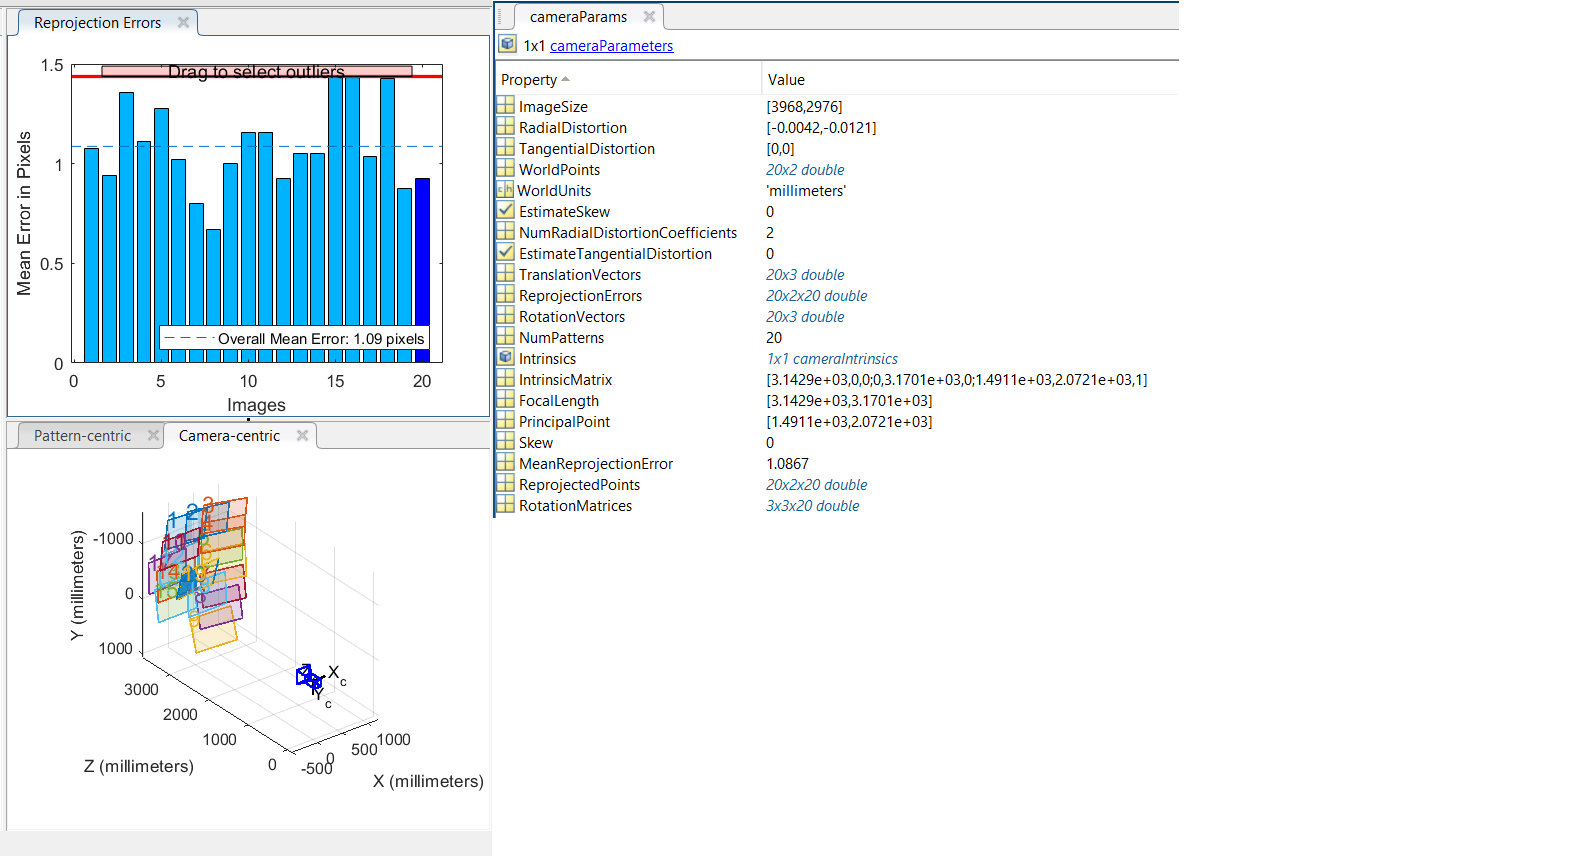 Reprojection Errors
Drag to select outliers
1.5
1
0.5
0
Mean Error in Pixels
Overall Mean Error: 1.09 pixels
0 5 10 15 20
Images
Pattern-centric Camera-centric
-1000
0
1000
Y (millimeters)
3000
2000
1000
0
Z (millimeters)
-500
0
500
1000
X (millimeters)
Xc
Yc
cameraParams
1x1 cameraParameters
Property Value
ImageSize [3968,2976]
RadialDistortion [-0.0042,-0.0121]
TangentialDistortion [0,0]
WorldPoints 20x2 double
WorldUnits 'millimeters'
EstimateSkew 0
NumRadialDistortionCoefficients 2
EstimateTangentialDistortion 0
TranslationVectors 20x3 double
ReprojectionErrors 20x2x20 double
RotationVectors 20x3 double
NumPatterns 20
Intrinsics 1x1 cameraIntrinsics
IntrinsicMatrix [3.1429e+03,0,0;0,3.1701e+03,0;1.4911e+03,2.0721e+03,1]
FocalLength [3.1429e+03,3.1701e+03]
PrincipalPoint [1.4911e+03,2.0721e+03]
Skew 0
MeanReprojectionError 1.0867
ReprojectedPoints 20x2x20 double
RotationMatrices 3x3x20 double